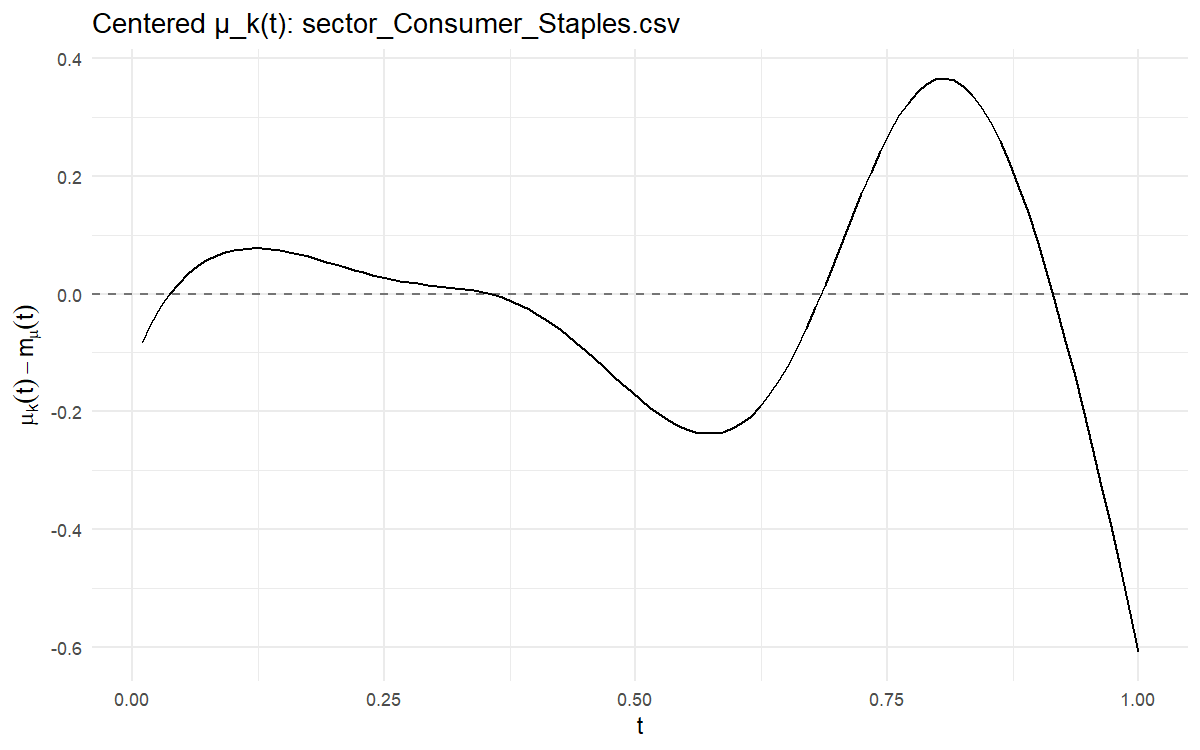 Centered µ_k(t): sector_Consumer_Staples.csv
0.4
0.2
0.0
-0.2
-0.4
-0.6
μk(t) − mμ(t)
0.00 0.25 0.50 0.75 1.00
t